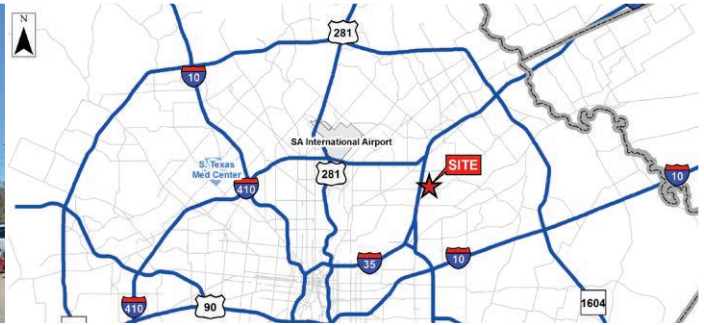 N
281
10
SA International Airport
S. Texas
Med Center
281
410
SITE
10
35
10
410
90
1604